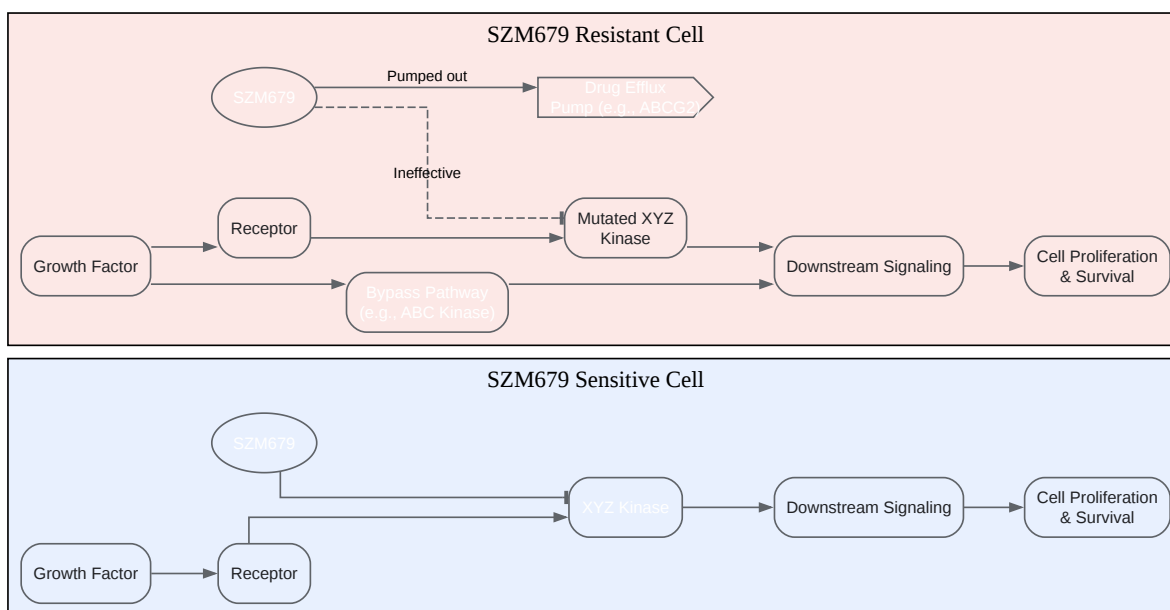 SZM679 Resistant Cell
Pumped out
SZM679
Drug Efflux
Pump (e.g., ABCG2)
Ineffective
Receptor
Mutated XYZ
Kinase
Growth Factor
Downstream Signaling
Cell Proliferation
& Survival
Bypass Pathway
(e.g., ABC Kinase)
SZM679 Sensitive Cell
SZM679
XYZ Kinase
Downstream Signaling
Cell Proliferation
& Survival
Growth Factor
Receptor